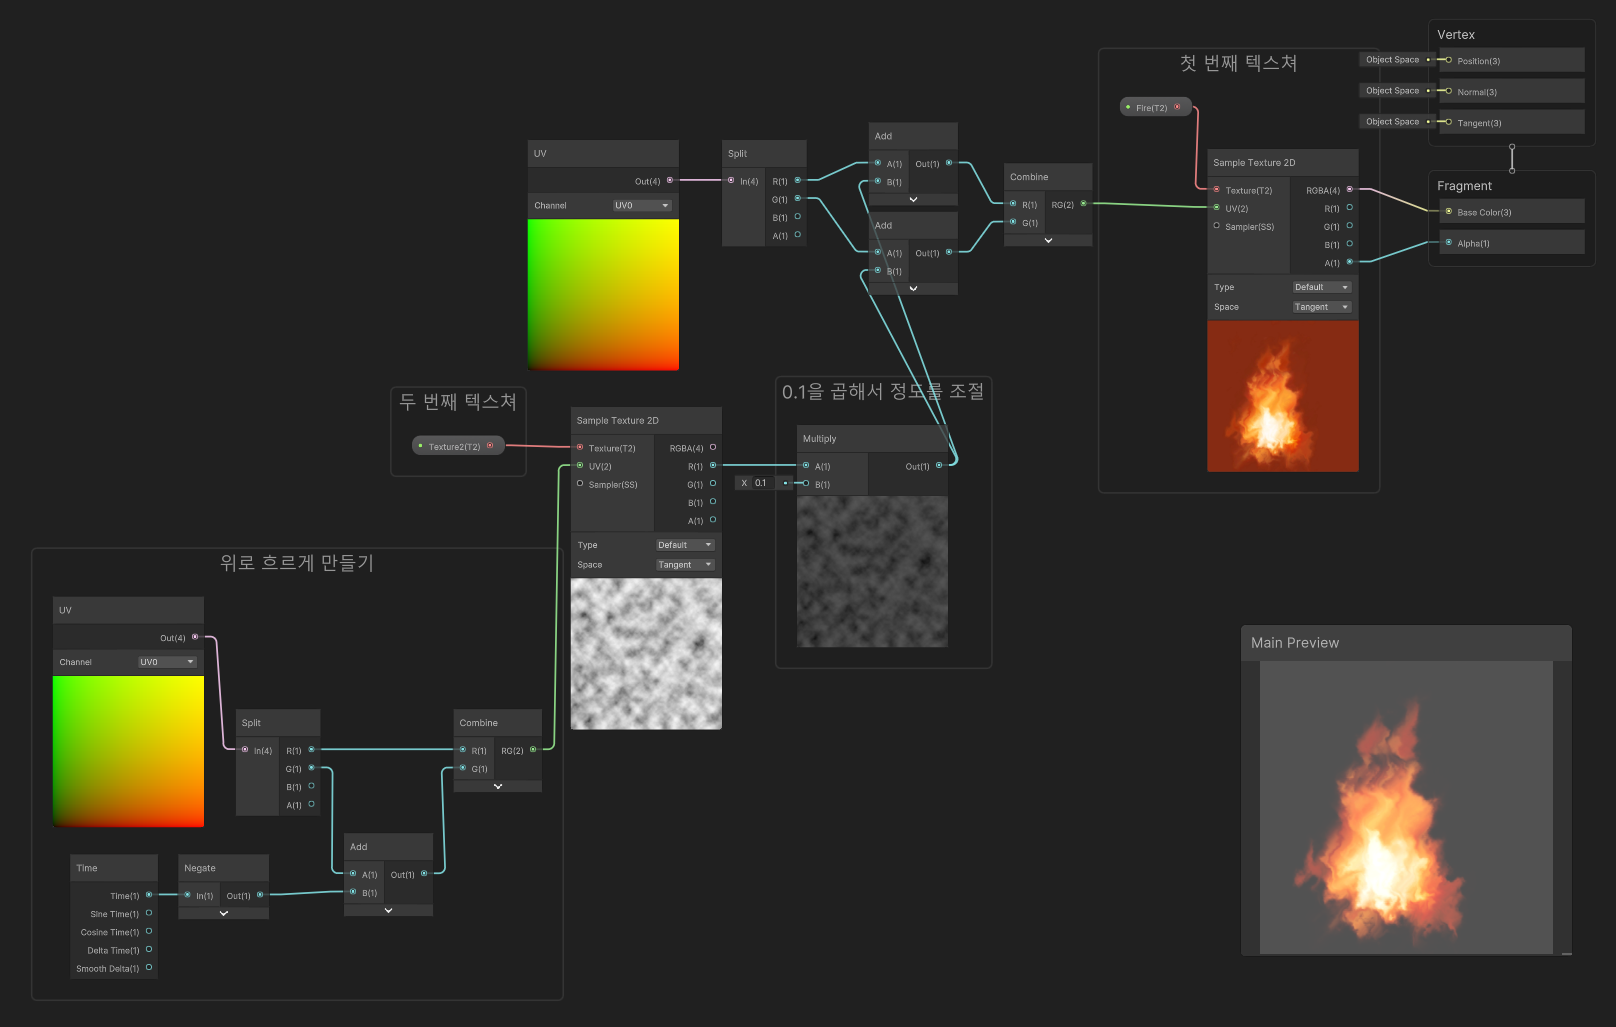 첫 번째 텍스쳐
Fire(T2)
Sample Texture 2D
Texture(T2)
UV(2)
Sampler(SS)
RGBA(4)
R(1)
G(1)
B(1)
A(1)
Type
Default
Space
Tangent
Vertex
Object Space
Position(3)
Object Space
Normal(3)
Object Space
Tangent(3)
Fragment
Base Color(3)
Alpha(1)
UV
Out(4)
Channel
UV0
Split
In(4)
R(1)
G(1)
B(1)
A(1)
Add
A(1)
B(1)
Out(1)
Add
A(1)
B(1)
Out(1)
Combine
R(1)
G(1)
RG(2)
두 번째 텍스쳐
Texture2(T2)
Sample Texture 2D
Texture(T2)
UV(2)
Sampler(SS)
RGBA(4)
R(1)
G(1)
B(1)
A(1)
Type
Default
Space
Tangent
0.1을 곱해서 정도를 조절
Multiply
A(1)
B(1)
Out(1)
X 0.1
위로 흐르게 만들기
UV
Out(4)
Channel
UV0
Split
In(4)
R(1)
G(1)
B(1)
A(1)
Combine
R(1)
G(1)
RG(2)
Add
A(1)
B(1)
Out(1)
Time
Time(1)
Sine Time(1)
Cosine Time(1)
Delta Time(1)
Smooth Delta(1)
Negate
In(1)
Out(1)
Main Preview